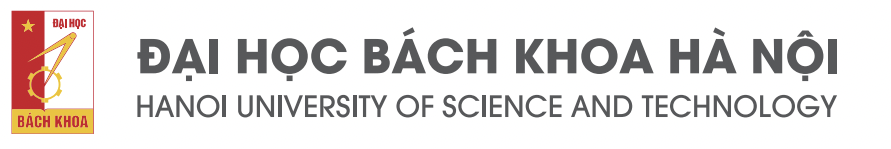 ĐẠI HỌC
BÁCH KHOA
ĐẠI HỌC BÁCH KHOA HÀ NỘI
HANOI UNIVERSITY OF SCIENCE AND TECHNOLOGY